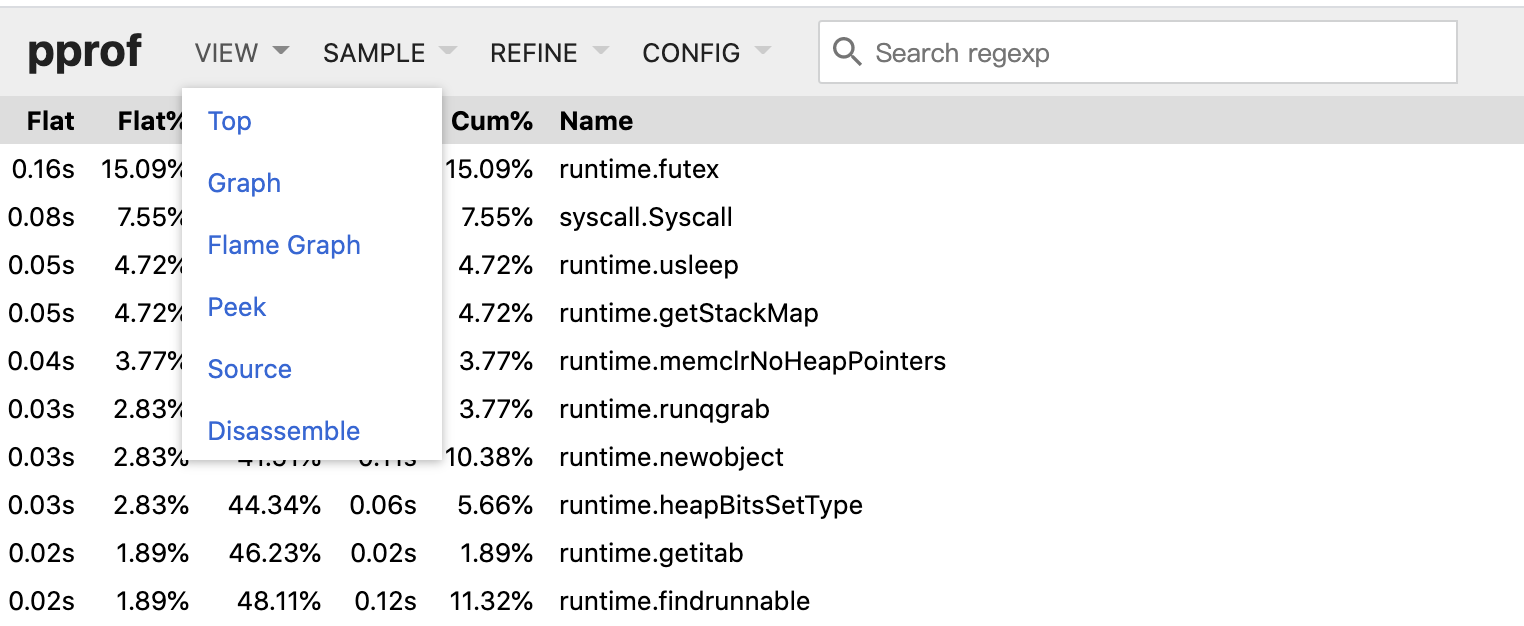 pprof VIEW SAMPLE REFINE CONFIG Search regexp
Flat Flat% Cum% Name
Top
0.16s 15.09% 15.09% runtime.futex
Graph
0.08s 7.55% 7.55% syscall.Syscall
Flame Graph
0.05s 4.72% 4.72% runtime.usleep
Peek
0.05s 4.72% 4.72% runtime.getStackMap
Source
0.04s 3.77% 3.77% runtime.memclrNoHeapPointers
0.03s 2.83% 3.77% runtime.runqgrab
Disassemble
0.03s 2.83% 10.38% runtime.newobject
0.03s 2.83% 44.34% 0.06s 5.66% runtime.heapBitsSetType
0.02s 1.89% 46.23% 0.02s 1.89% runtime.getitab
0.02s 1.89% 48.11% 0.12s 11.32% runtime.findrunnable